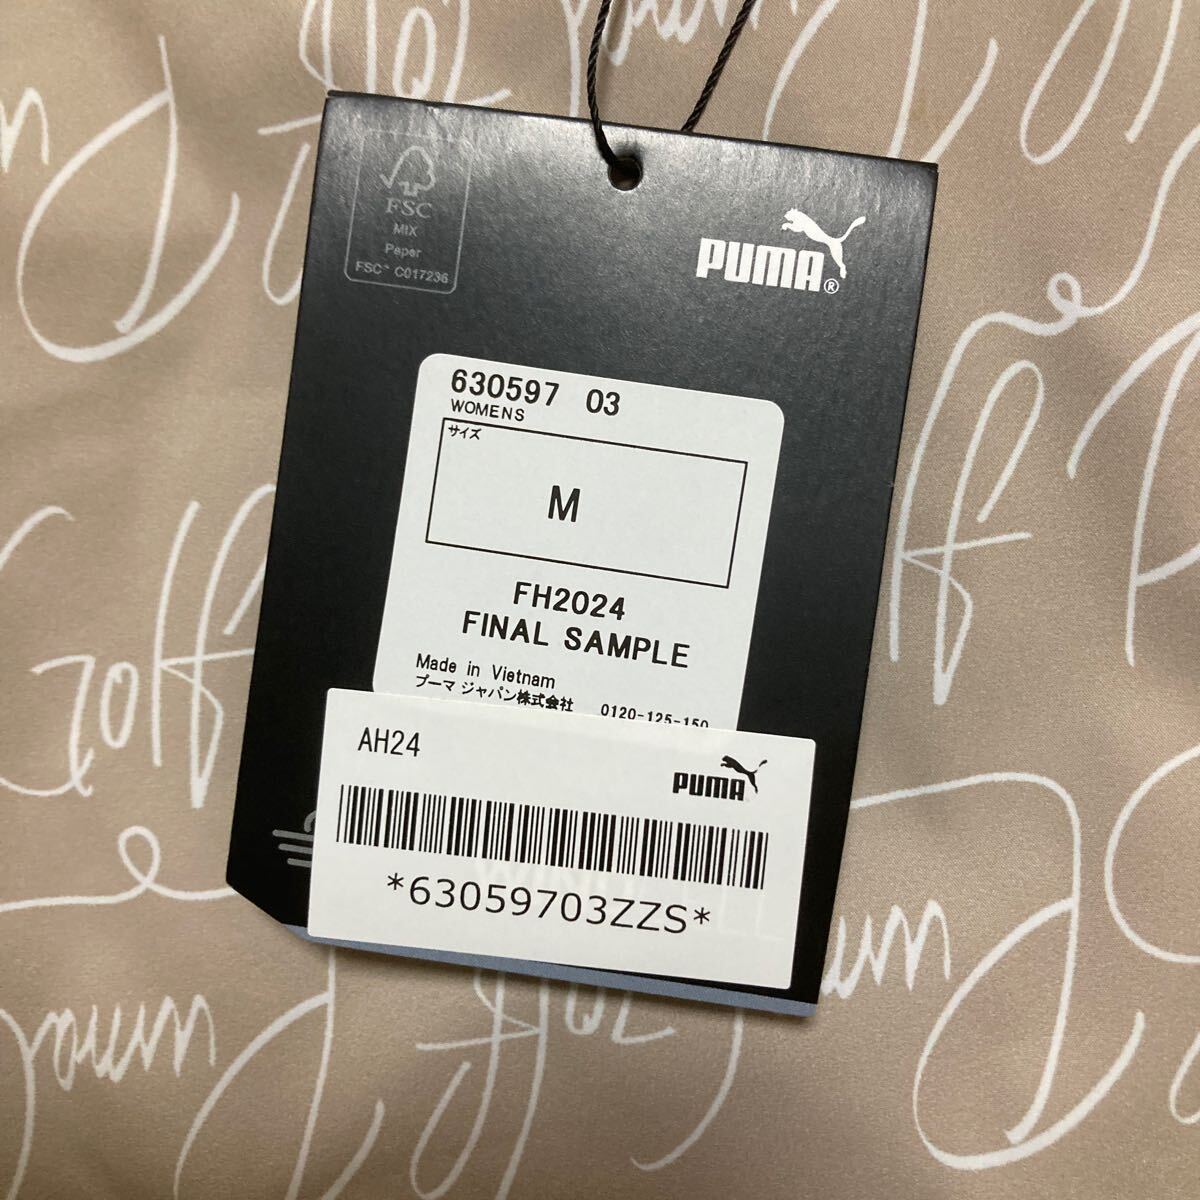 FSC
MIX
Paper
FSC™ C017236
PUMA®
630597 03
WOMENS
サイズ
M
FH2024
FINAL SAMPLE
Made in Vietnam
プーマ ジャパン株式会社 0120-125-150
AH24
PUMA
*63059703ZZS*